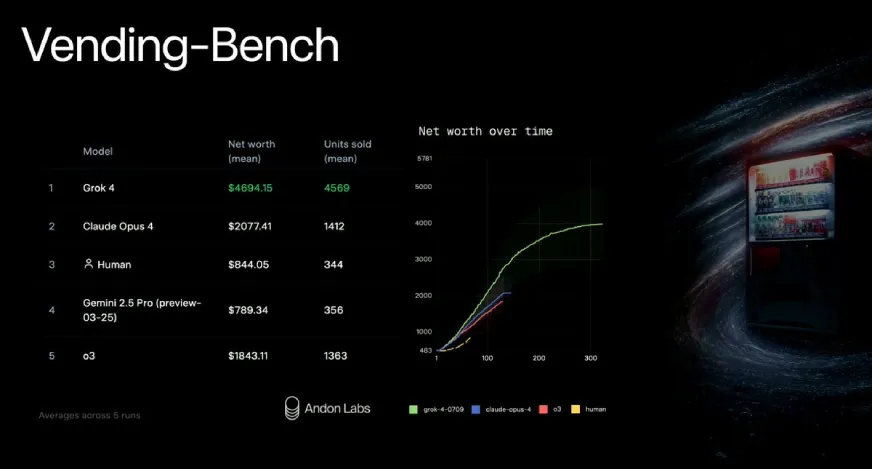 Vending-Bench
Model
Net worth
(mean)
Units sold
(mean)
1 Grok 4 $4694.15 4569
2 Claude Opus 4 $2077.41 1412
3 Human $844.05 344
4 Gemini 2.5 Pro (preview-
03-25) $789.34 356
5 o3 $1843.11 1363
Averages across 5 runs
Andon Labs
Net worth over time
5781
5000
4000
3000
2000
1000
463
1 100 200 300
grok-4-0709 claude-opus-4 o3 human